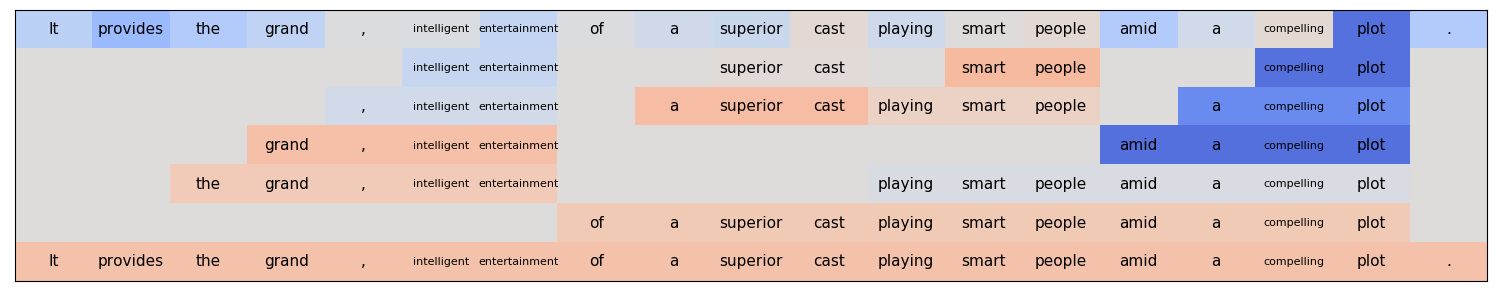 It provides the grand , intelligent entertainment of a superior cast playing smart people amid a compelling plot .
intelligent entertainment superior cast smart people compelling plot
, intelligent entertainment a superior cast playing smart people a compelling plot
grand , intelligent entertainment amid a compelling plot
the grand , intelligent entertainment playing smart people amid a compelling plot
of a superior cast playing smart people amid a compelling plot
It provides the grand , intelligent entertainment of a superior cast playing smart people amid a compelling plot .